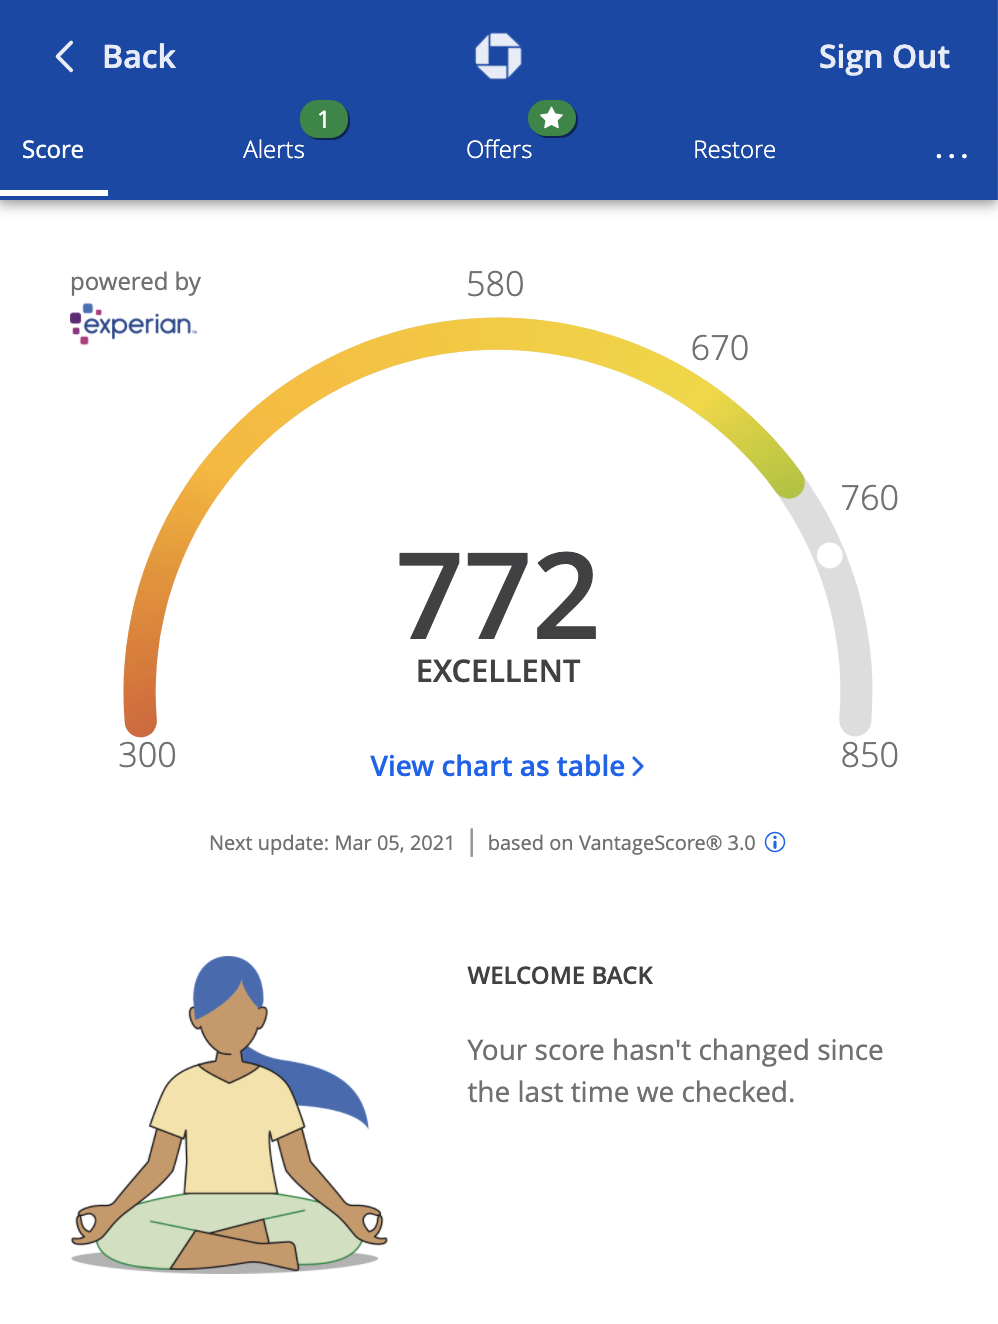 Back
Sign Out
Score
Alerts
1
Offers
Restore
...
powered by
experian™
580
670
760
772
EXCELLENT
300
850
View chart as table
Next update: Mar 05, 2021 | based on VantageScore® 3.0
WELCOME BACK
Your score hasn't changed since
the last time we checked.